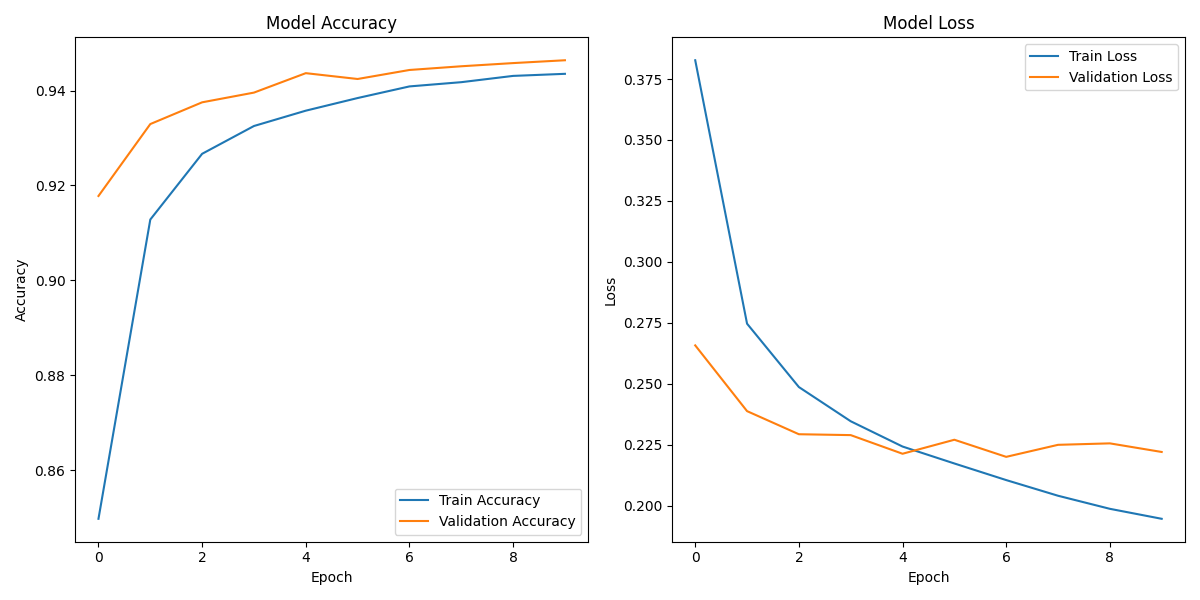 Model Accuracy
Accuracy
0.94
0.92
0.90
0.88
0.86
0
2
4
6
8
Epoch
Train Accuracy
Validation Accuracy
Model Loss
Loss
0.375
0.350
0.325
0.300
0.275
0.250
0.225
0.200
0
2
4
6
8
Epoch
Train Loss
Validation Loss